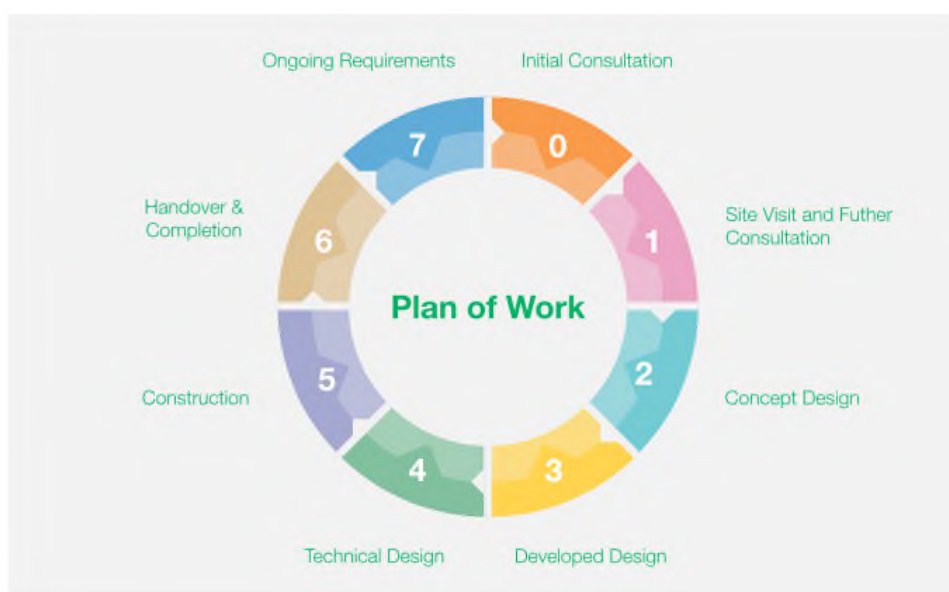 Ongoing Requirements
Initial Consultation
7
0
Handover &
Completion
6
1
Site Visit and Futher
Consultation
Plan of Work
Construction
5
2
Concept Design
4
3
Technical Design
Developed Design